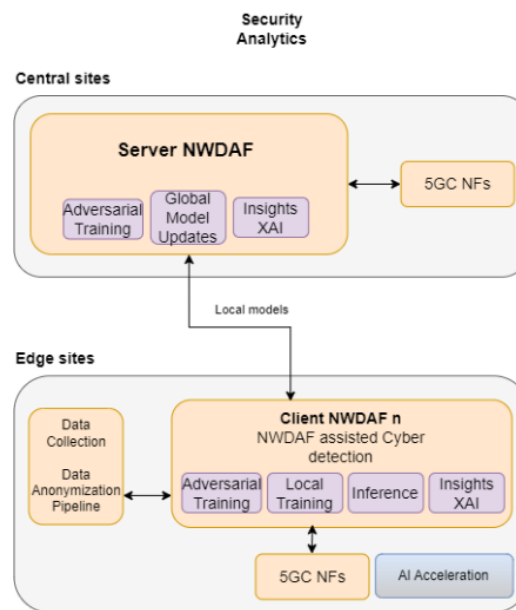 Security
Analytics
Central sites
Server NWDAF
Adversarial
Training
Global
Model
Updates
Insights
XAI
5GC NFs
Local models
Edge sites
Data
Collection
Data
Anonymization
Pipeline
Client NWDAF n
NWDAF assisted Cyber
detection
Adversarial
Training
Local
Training
Inference
Insights
XAI
5GC NFs
AI Acceleration